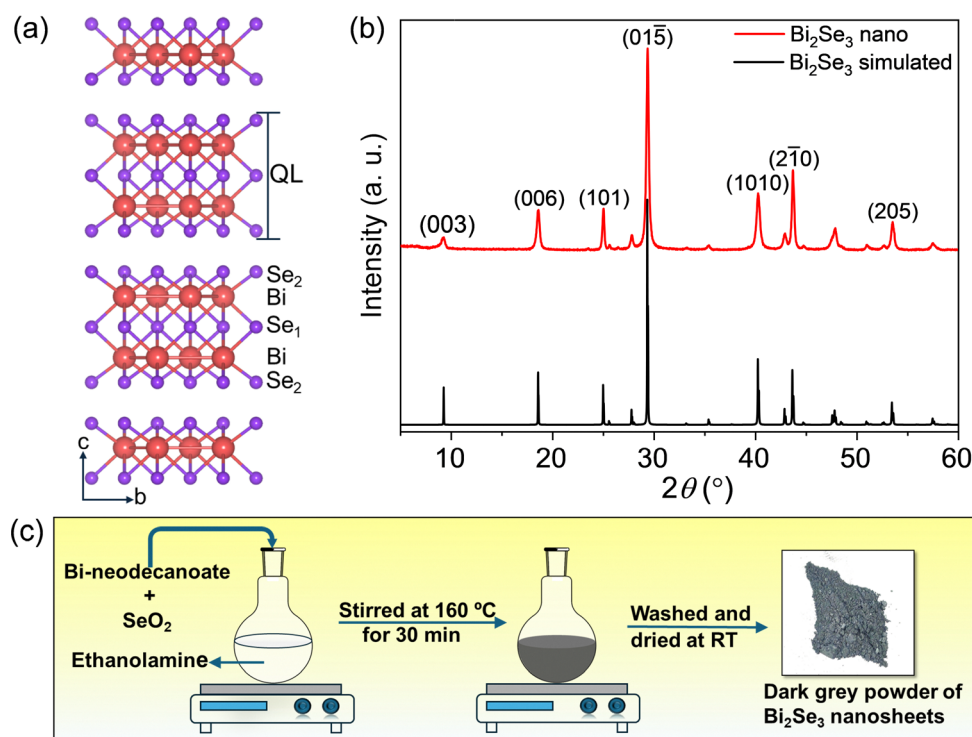 (a)
QL
Se₂
Bi
Se₁
Bi
Se₂
c
b
(b)
Bi₂Se₃ nano
Bi₂Se₃ simulated
(003)
(006)
(101)
(015̅)
(1010)
(21̅0)
(205)
Intensity (a. u.)
10 20 30 40 50 60
2θ (°)
(c)
Bi-neodecanoate
+
SeO₂
Ethanolamine
Stirred at 160 ºC
for 30 min
Washed and
dried at RT
Dark grey powder of
Bi₂Se₃ nanosheets